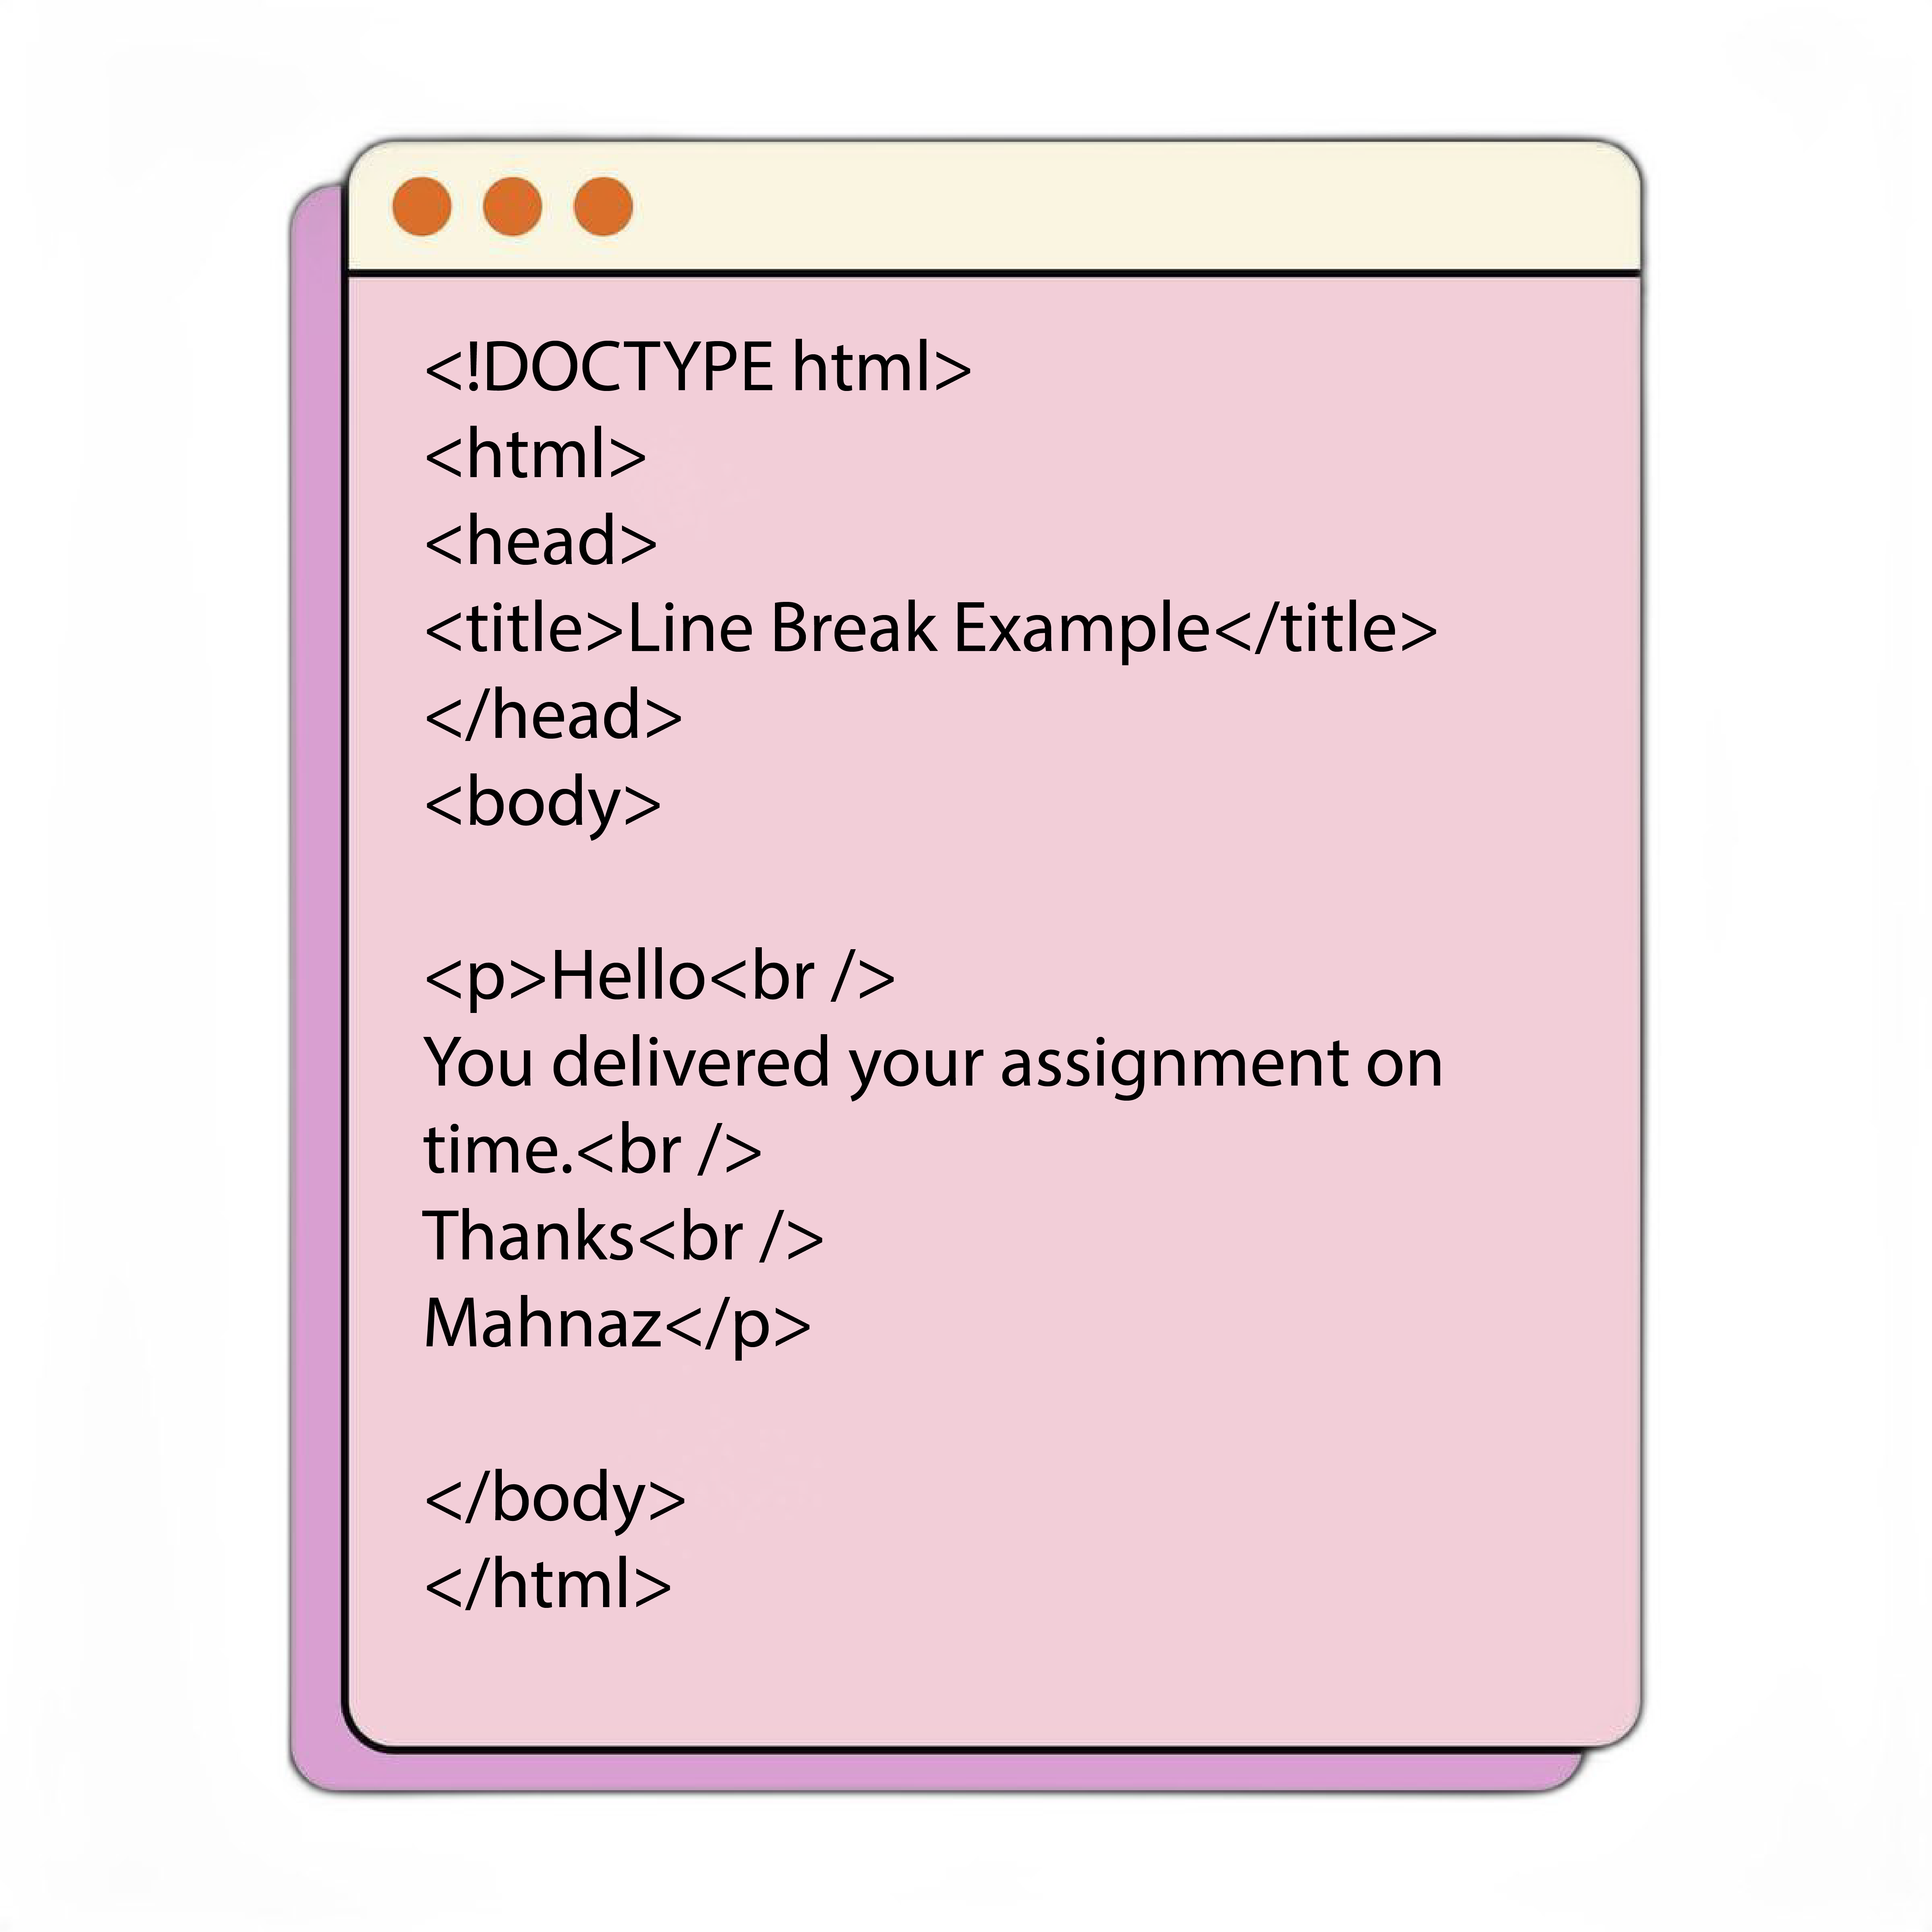 <!DOCTYPE html>
<html>
<head>
<title>Line Break Example</title>
</head>
<body>
<p>Hello<br />
You delivered your assignment on
time.<br />
Thanks<br />
Mahnaz</p>
</body>
</html>